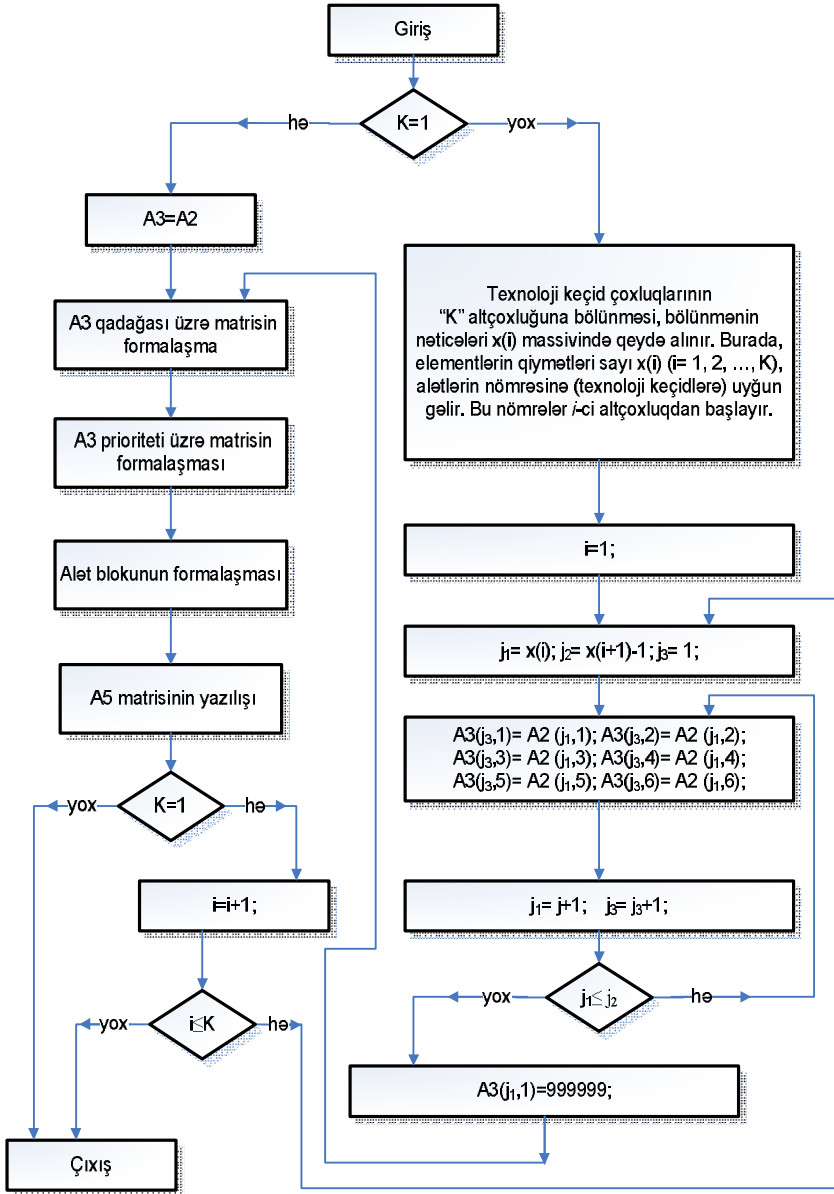 Giriş
K=1
hə
yox
A3=A2
A3 qadağası üzrə matrisin
formalaşma
A3 prioriteti üzrə matrisin
formalaşması
Alət blokunun formalaşması
A5 matrisinin yazılışı
K=1
yox
hə
i=i+1;
i≤K
yox
hə
Çıxış
Texnoloji keçid çoxluqlarının
“K” altçoxluğuna bölünməsi, bölünmənin
nəticələri x(i) massivində qeydə alınır. Burada,
elementlərin qiymətləri sayı x(i) (i= 1, 2, …, K),
alətlərin nömrəsinə (texnoloji keçidlərə) uyğun
gəlir. Bu nömrələr i-ci altçoxluqdan başlayır.
i=1;
j₁= x(i); j₂= x(i+1)-1; j₃= 1;
A3(j₃,1)= A2 (j₁,1); A3(j₃,2)= A2 (j₁,2);
A3(j₃,3)= A2 (j₁,3); A3(j₃,4)= A2 (j₁,4);
A3(j₃,5)= A2 (j₁,5); A3(j₃,6)= A2 (j₁,6);
j₁= j+1; j₃= j₃+1;
j₁≤ j₂
yox
hə
A3(j₁,1)=999999;